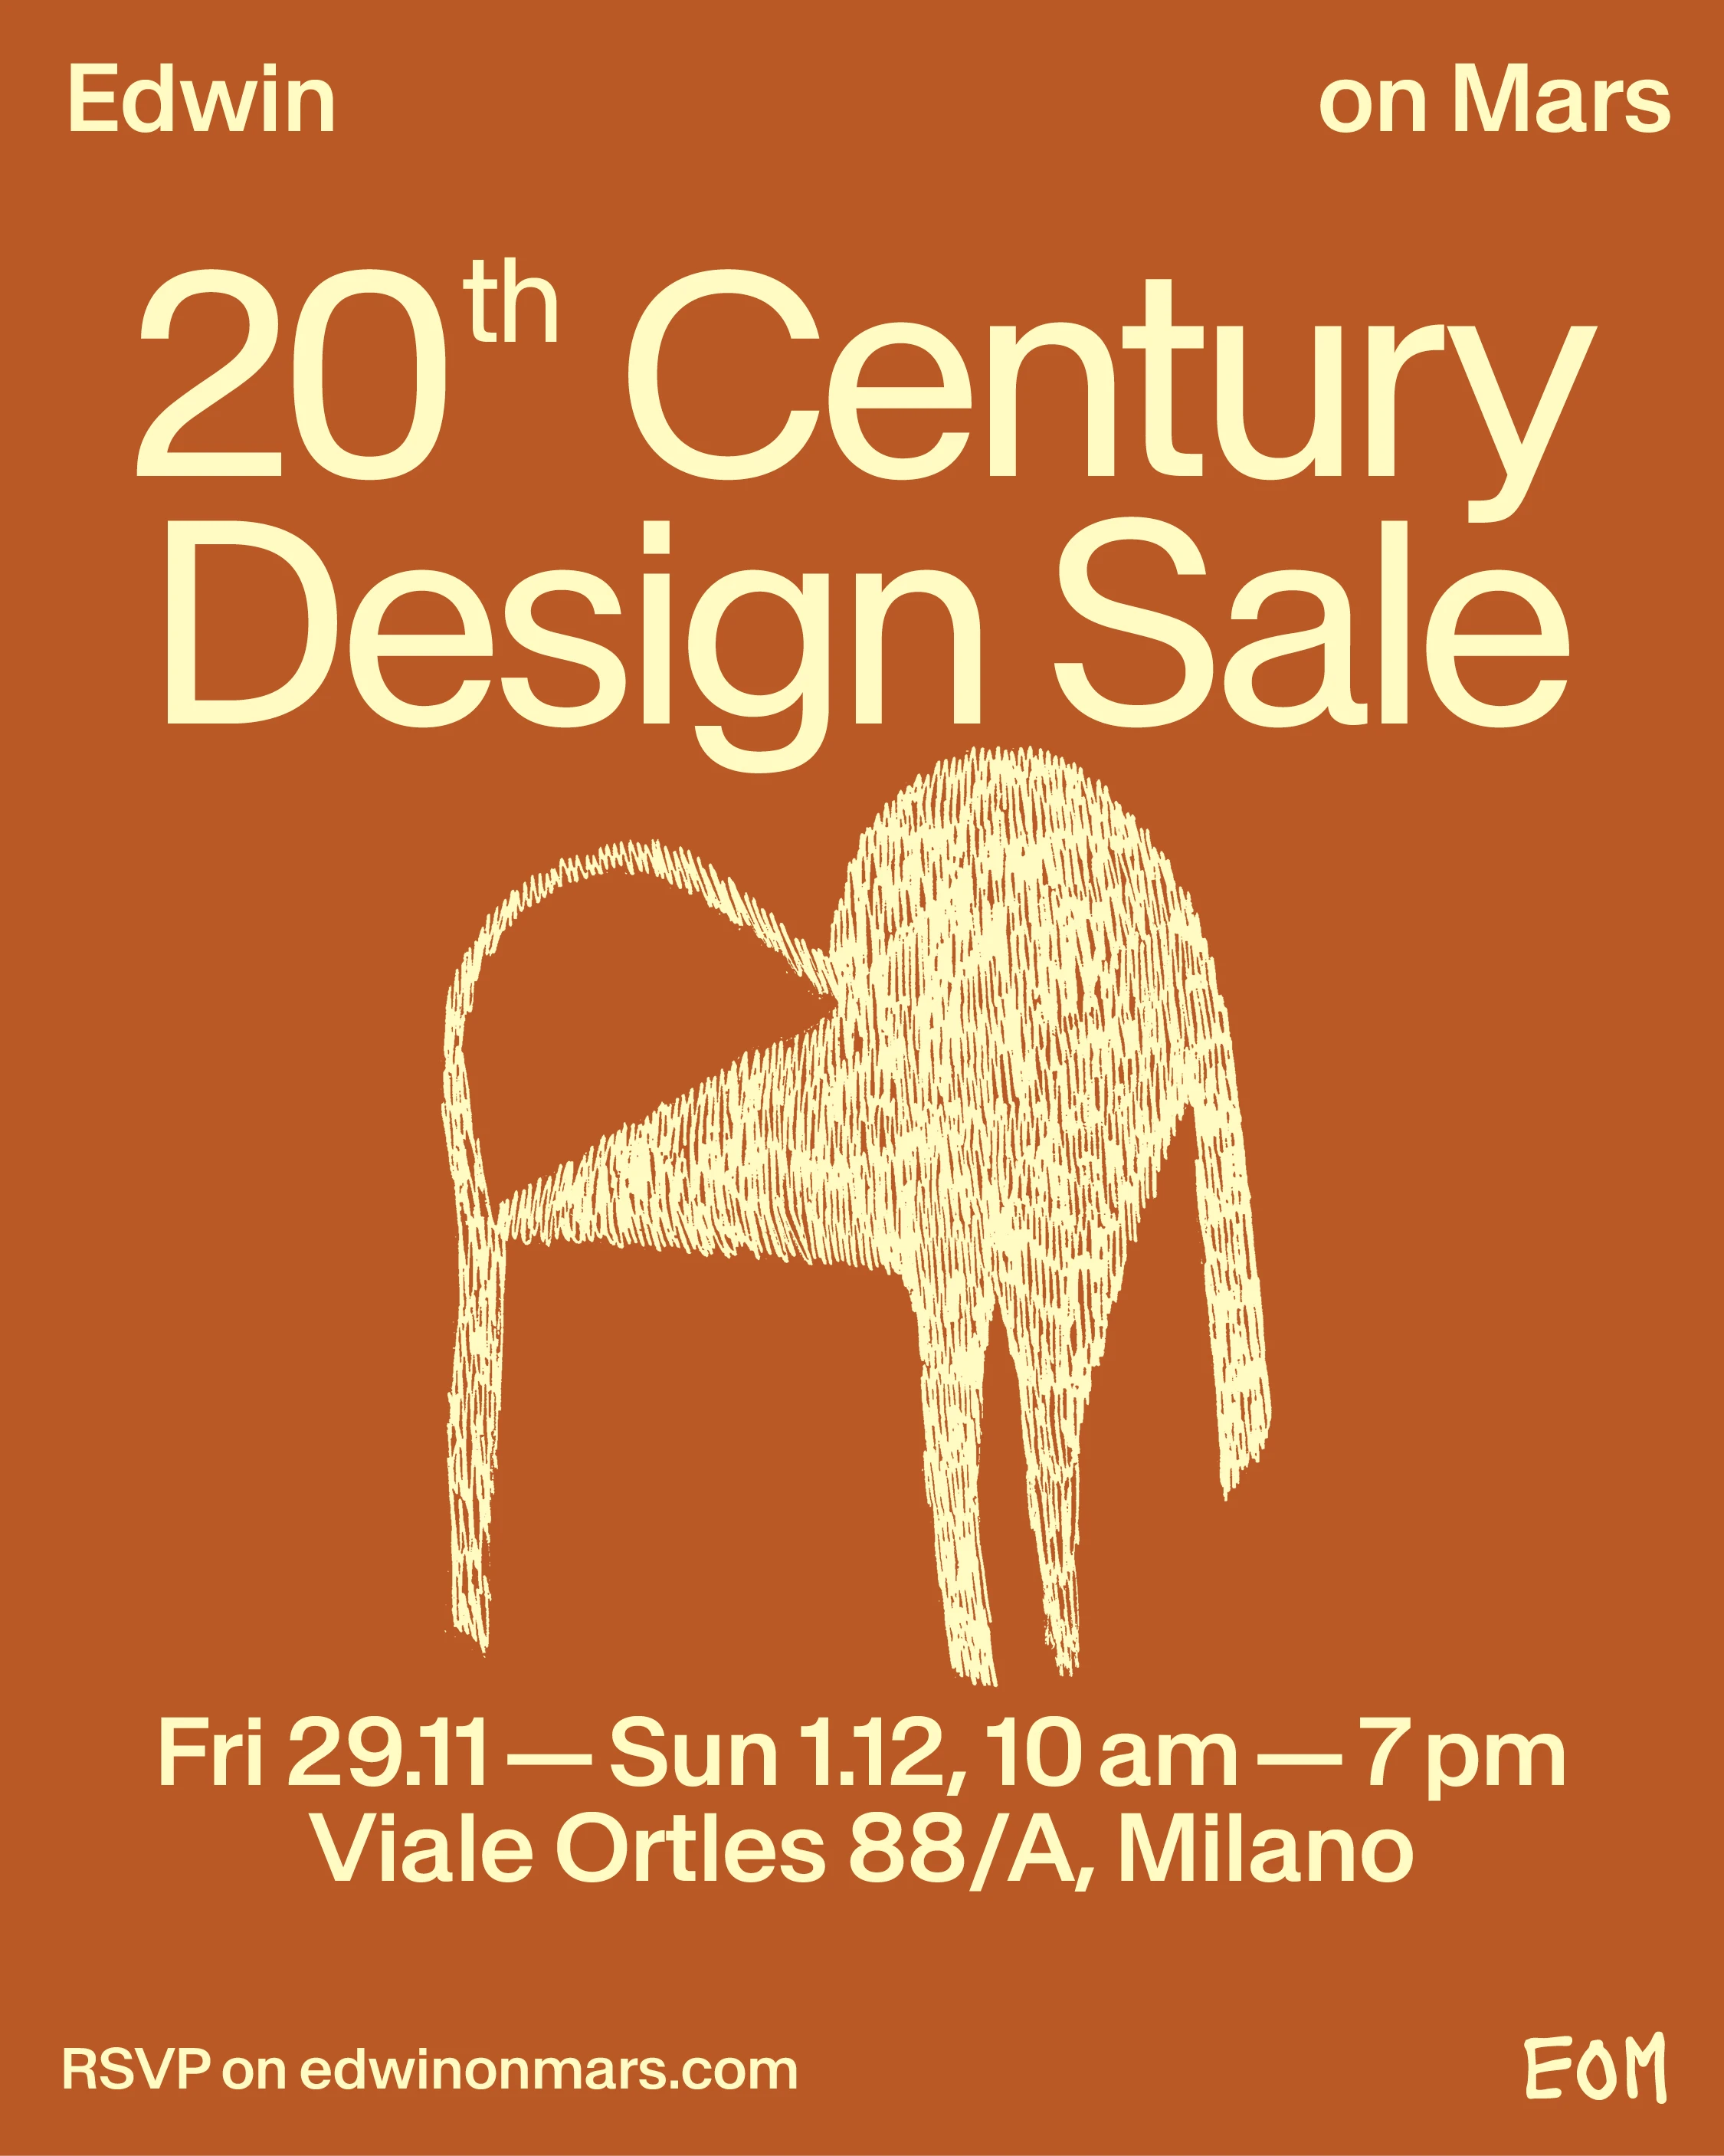 Edwin on Mars
20th Century
Design Sale
Fri 29.11 — Sun 1.12, 10 am — 7 pm
Viale Ortles 88/A, Milano
RSVP on edwinonmars.com
EOM